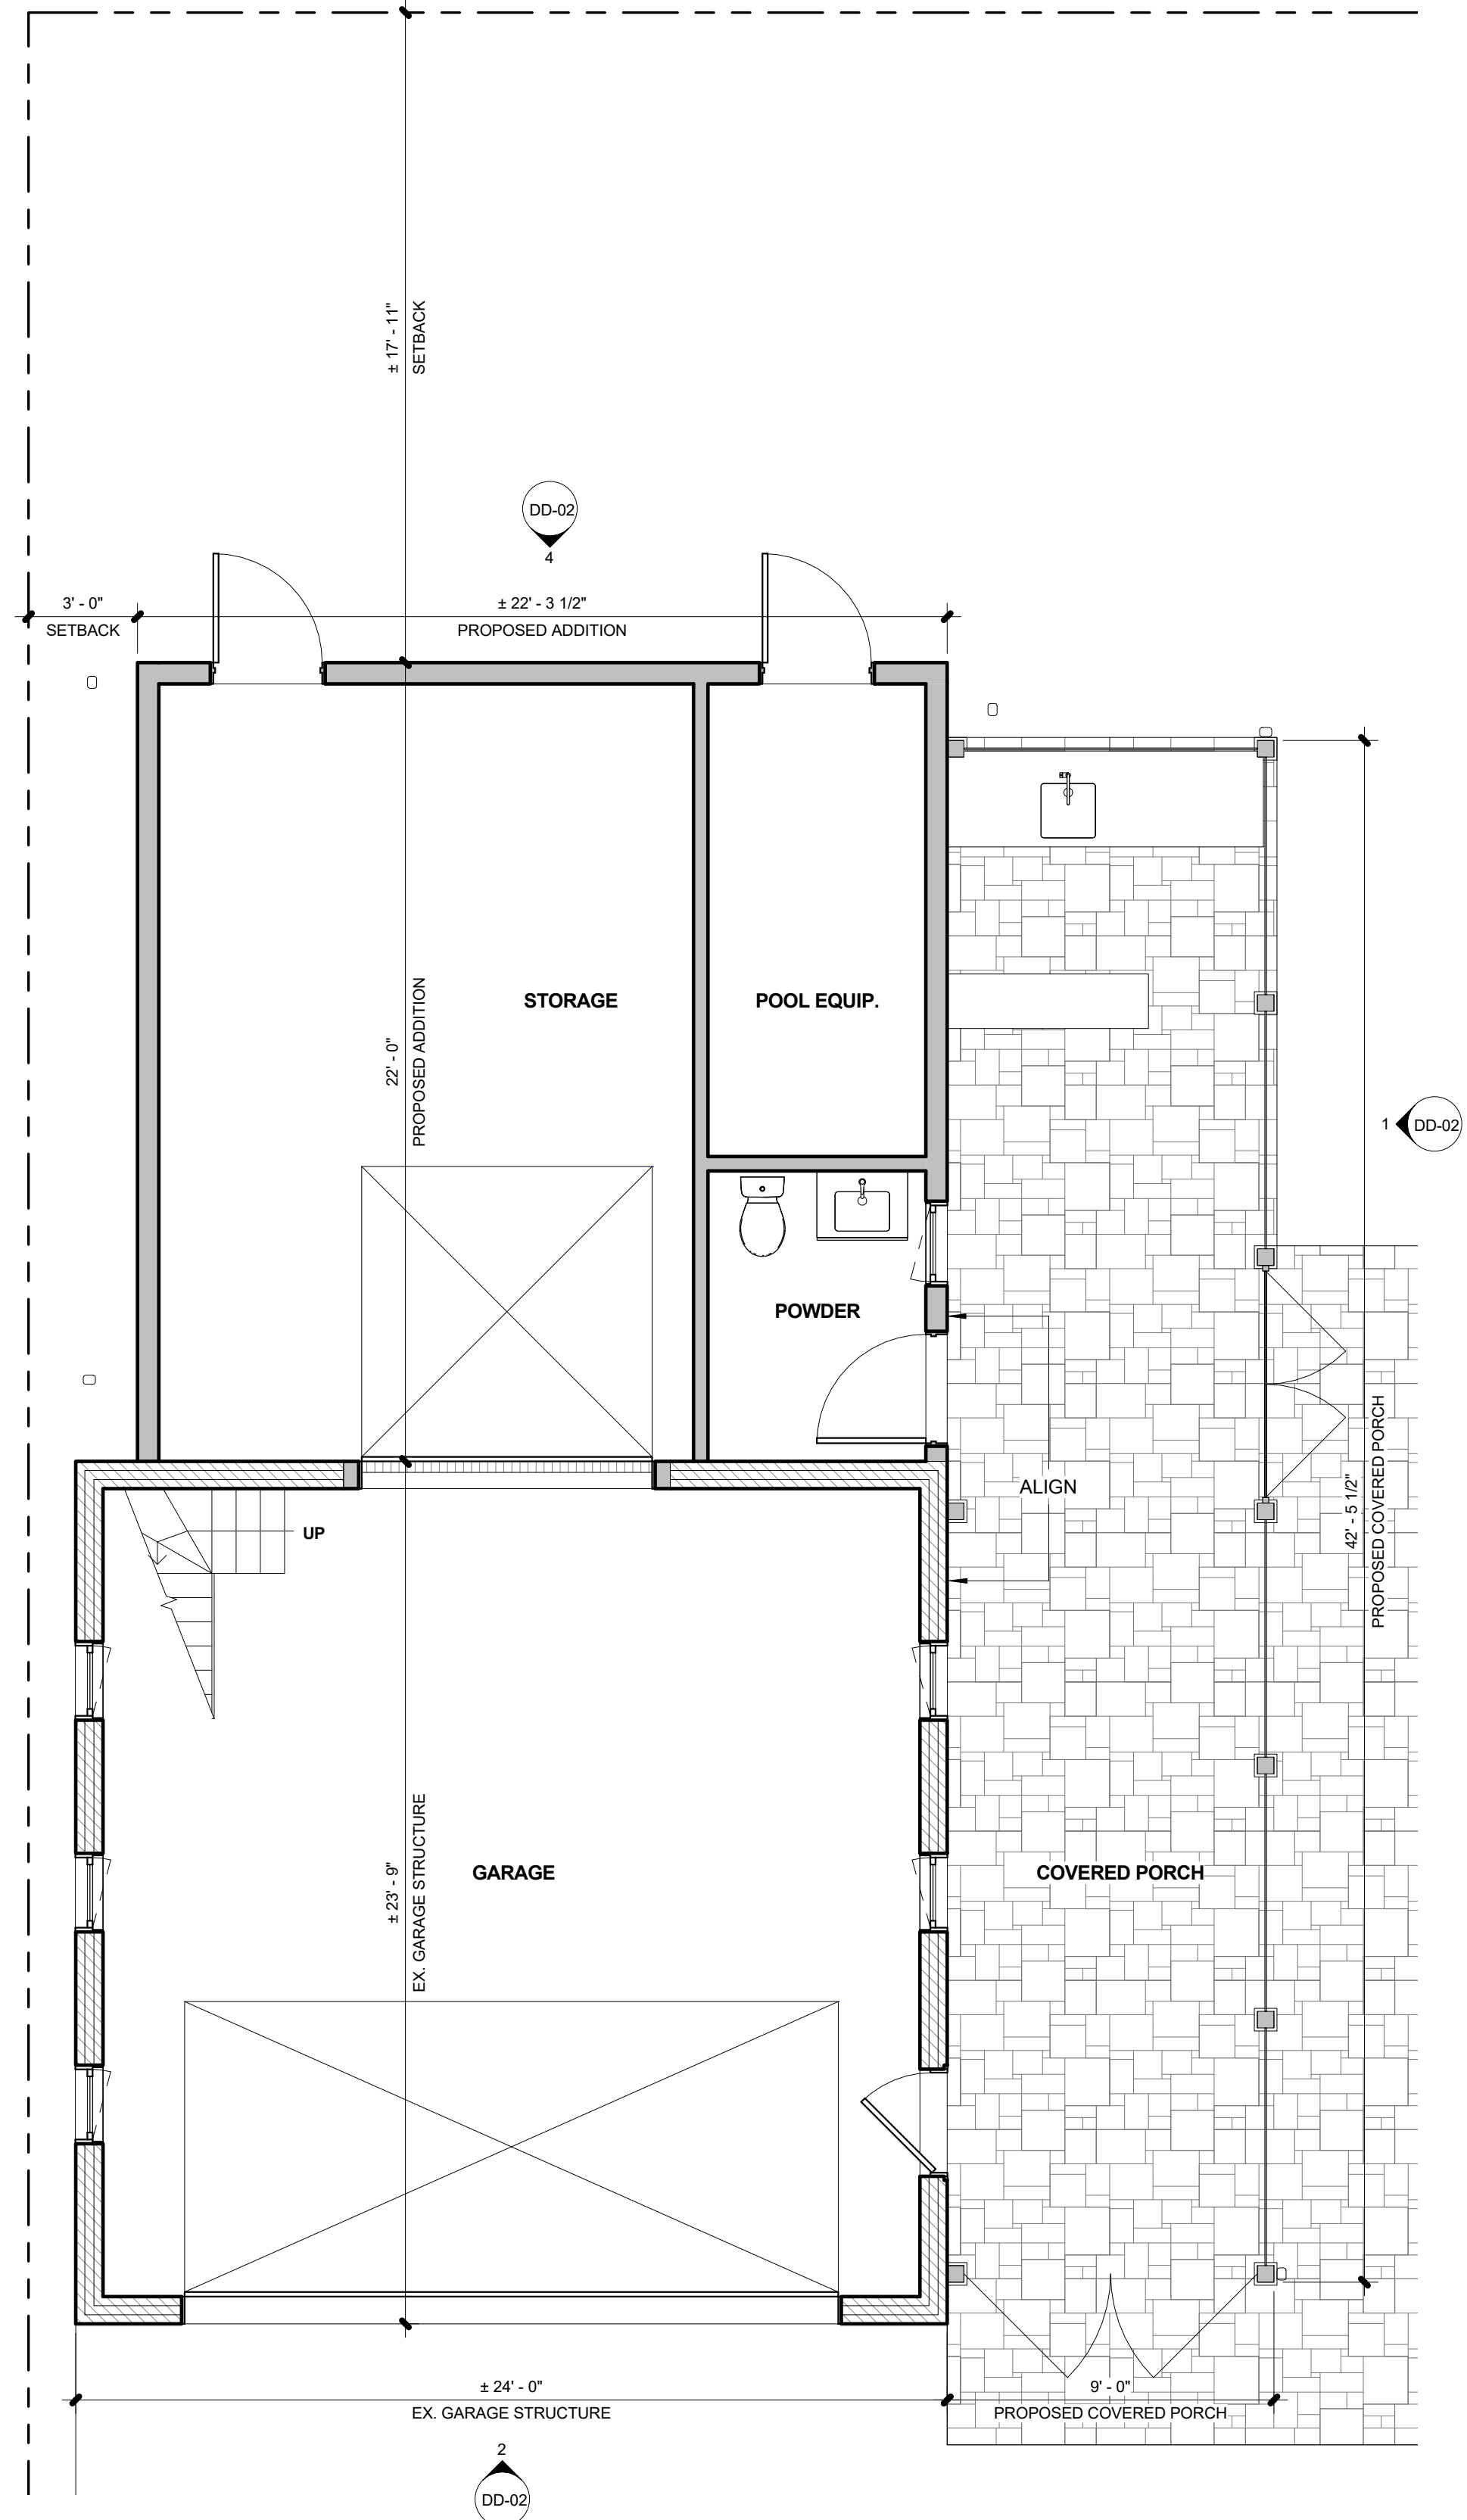 ± 17' - 11"
SETBACK
DD-02
4
3' - 0"
SETBACK
± 22' - 3 1/2"
PROPOSED ADDITION
STORAGE
POOL EQUIP.
22' - 0"
PROPOSED ADDITION
1
DD-02
POWDER
ALIGN
UP
42' - 5 1/2"
PROPOSED COVERED PORCH
± 23' - 9"
EX. GARAGE STRUCTURE
GARAGE
COVERED PORCH
± 24' - 0"
EX. GARAGE STRUCTURE
9' - 0"
PROPOSED COVERED PORCH
2
DD-02